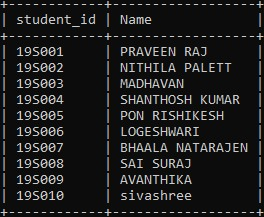 student_id | Name
19S001 | PRAVEEN RAJ
19S002 | NITHILA PALETT
19S003 | MADHAVAN
19S004 | SHANTHOSH KUMAR
19S005 | PON RISHIKESH
19S006 | LOGESHWARI
19S007 | BHAALA NATARAJEN
19S008 | SAI SURAJ
19S009 | AVANTHIKA
19S010 | sivashree